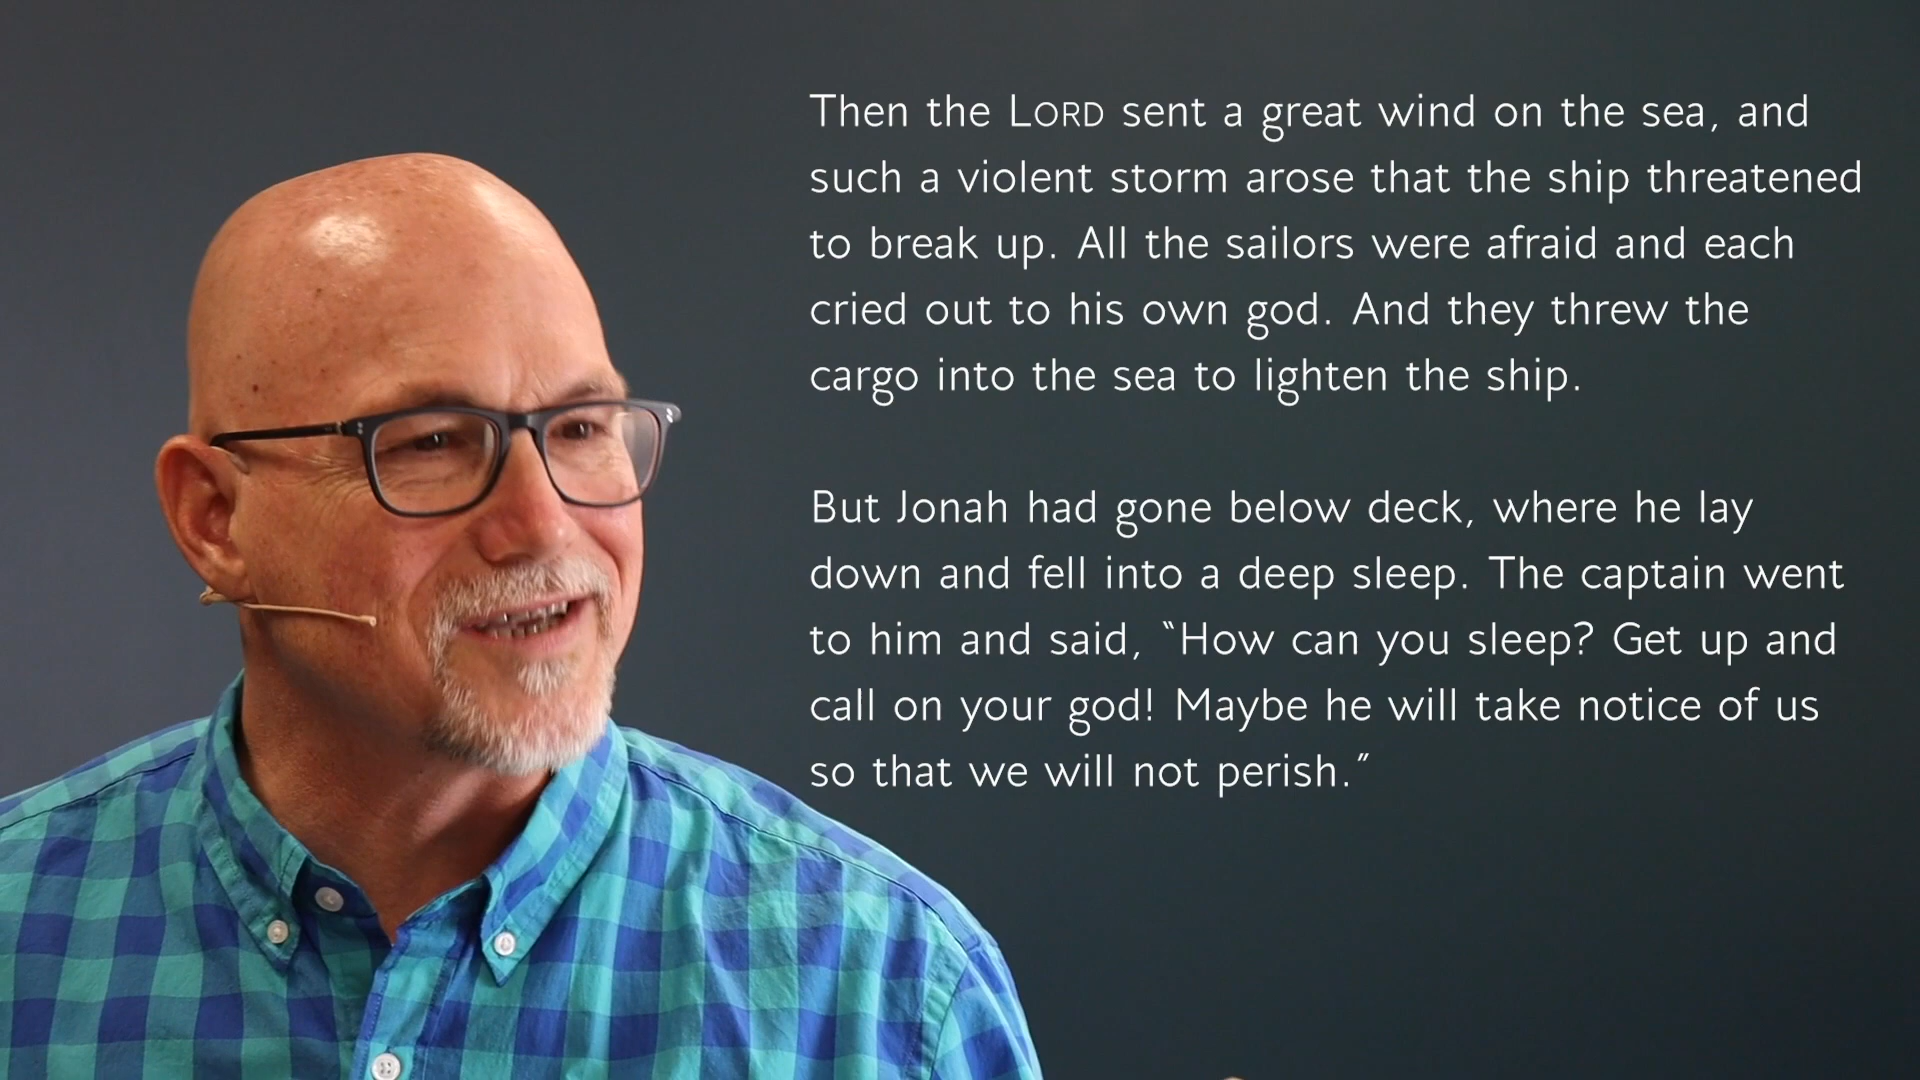 Then the LORD sent a great wind on the sea, and
such a violent storm arose that the ship threatened
to break up. All the sailors were afraid and each
cried out to his own god. And they threw the
cargo into the sea to lighten the ship.
But Jonah had gone below deck, where he lay
down and fell into a deep sleep. The captain went
to him and said, “How can you sleep? Get up and
call on your god! Maybe he will take notice of us
so that we will not perish.”